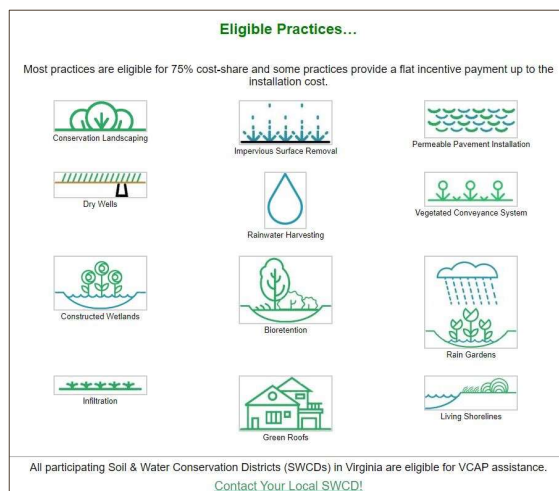 Eligible Practices…
Most practices are eligible for 75% cost-share and some practices provide a flat incentive payment up to the
installation cost.
Conservation Landscaping
Impervious Surface Removal
Permeable Pavement Installation
Dry Wells
Rainwater Harvesting
Vegetated Conveyance System
Constructed Wetlands
Bioretention
Rain Gardens
Infiltration
Green Roofs
Living Shorelines
All participating Soil & Water Conservation Districts (SWCDs) in Virginia are eligible for VCAP assistance.
Contact Your Local SWCD!